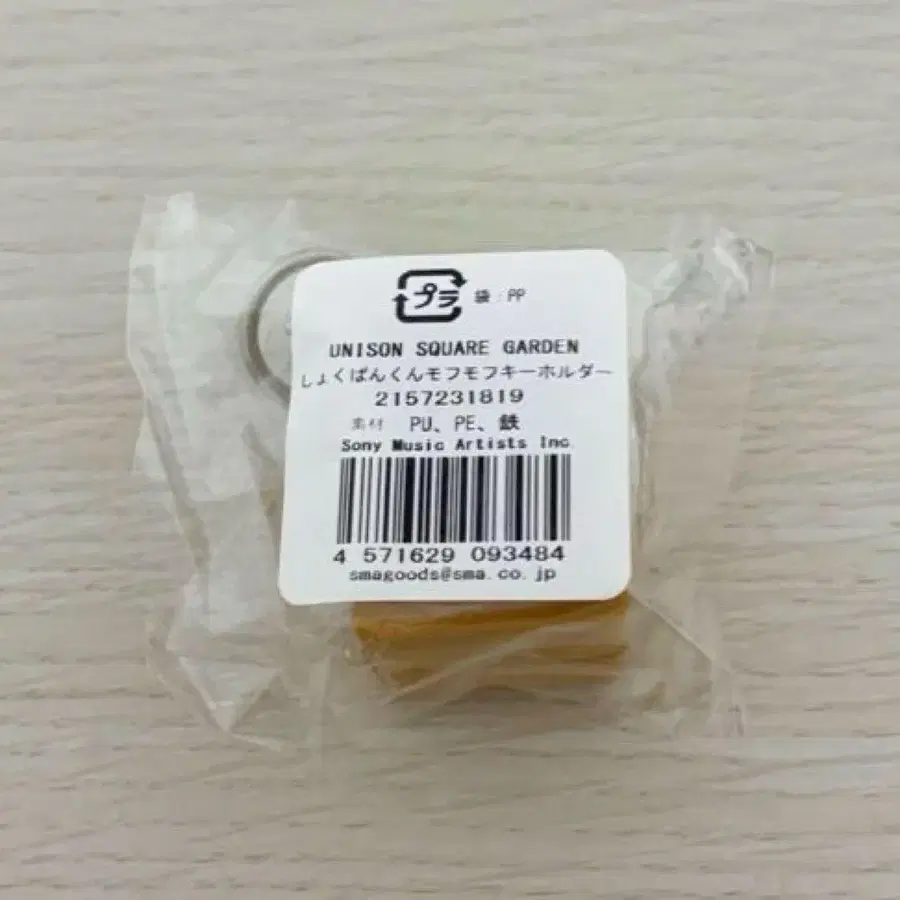 プラ 袋:PP
UNISON SQUARE GARDEN
しょくぱんくんモフモフキーホルダー
2157231819
素材 PU、PE、鉄
Sony Music Artists Inc.
4 571629 093484
smagoods@sma.co.jp